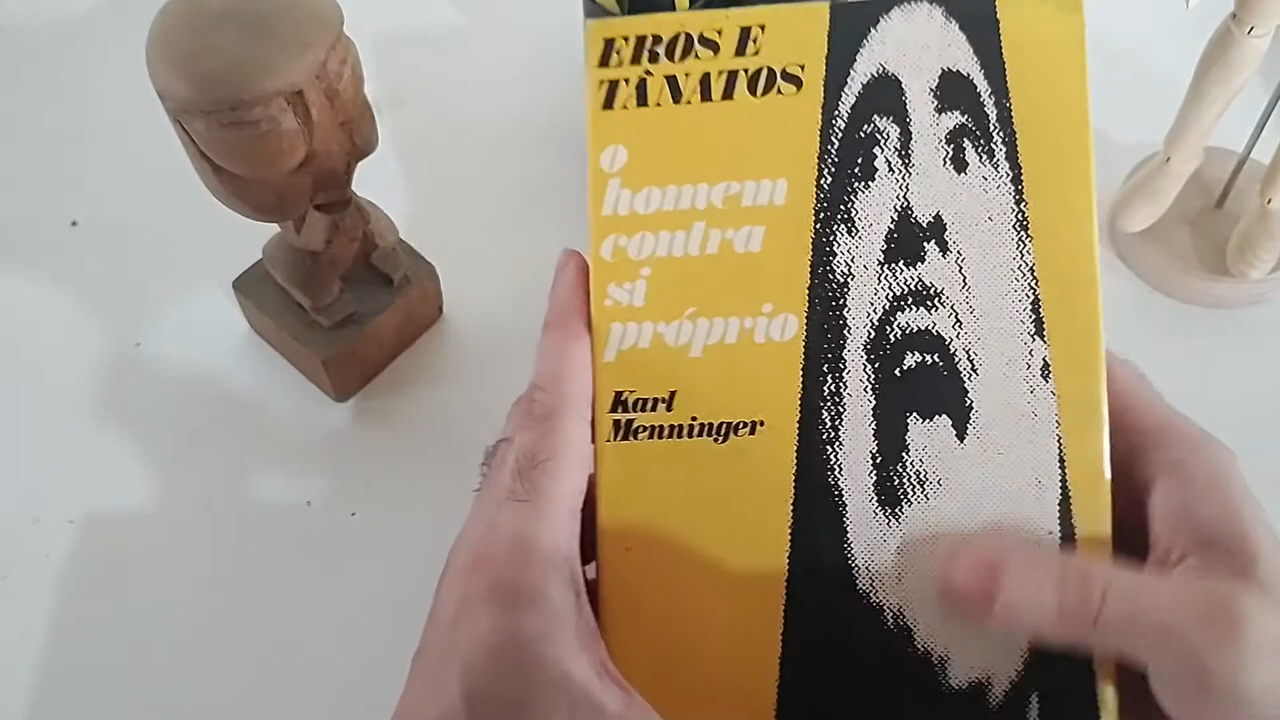 EROS E
TÂNATOS
o
homem
contra
si
próprio
Karl
Menninger